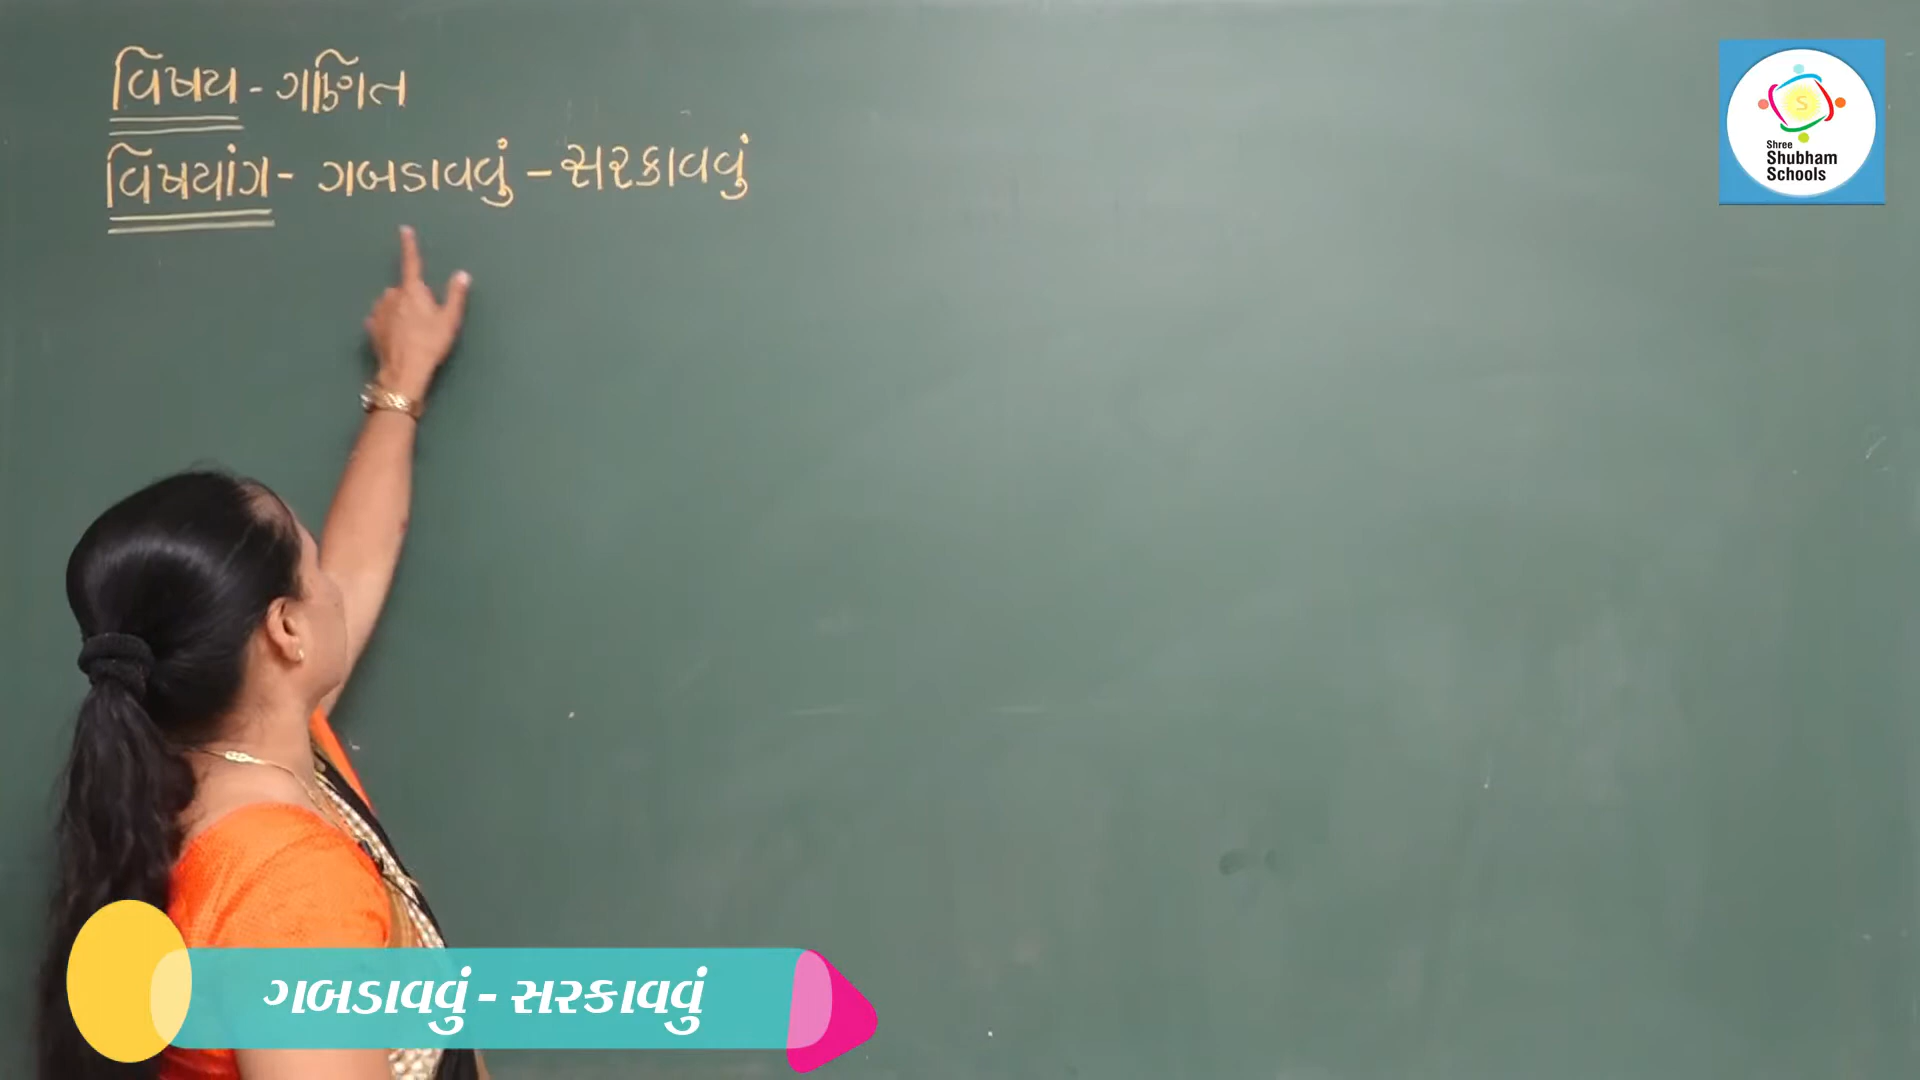 વિષય - ગણિત
વિષયાંગ - ગબડાવવું - સરકાવવું
S
Shree
Shubham
Schools
ગબડાવવું - સરકાવવું